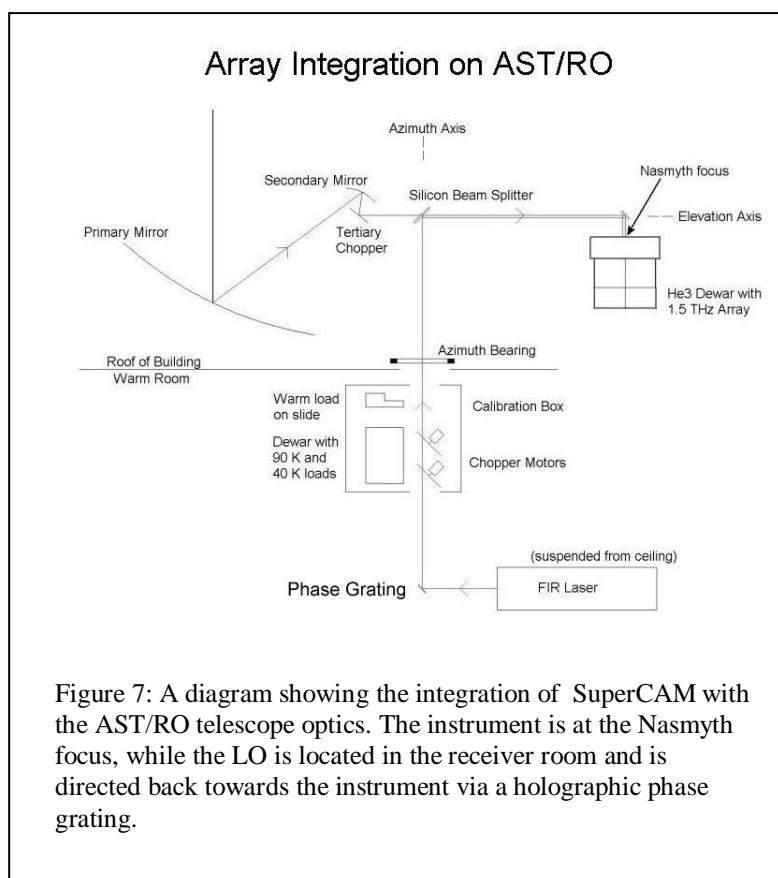 Array Integration on AST/RO
Azimuth Axis
Nasmyth focus
Secondary Mirror
Silicon Beam Splitter
Elevation Axis
Primary Mirror
Tertiary
Chopper
He3 Dewar with
1.5 THz Array
Azimuth Bearing
Roof of Building
Warm Room
Warm load
on slide
Calibration Box
Dewar with
90 K and
40 K loads
Chopper Motors
(suspended from ceiling)
Phase Grating
FIR Laser
Figure 7: A diagram showing the integration of SuperCAM with
the AST/RO telescope optics. The instrument is at the Nasmyth
focus, while the LO is located in the receiver room and is
directed back towards the instrument via a holographic phase
grating.